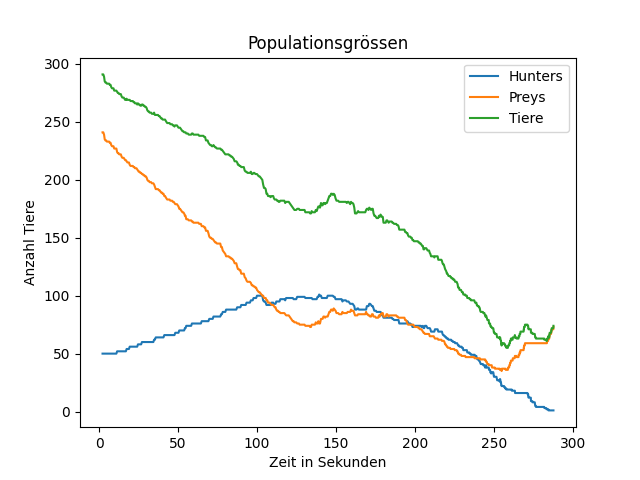 Populationsgrössen
300
250
200
150
100
50
0
Anzahl Tiere
Hunters
Preys
Tiere
0 50 100 150 200 250 300
Zeit in Sekunden